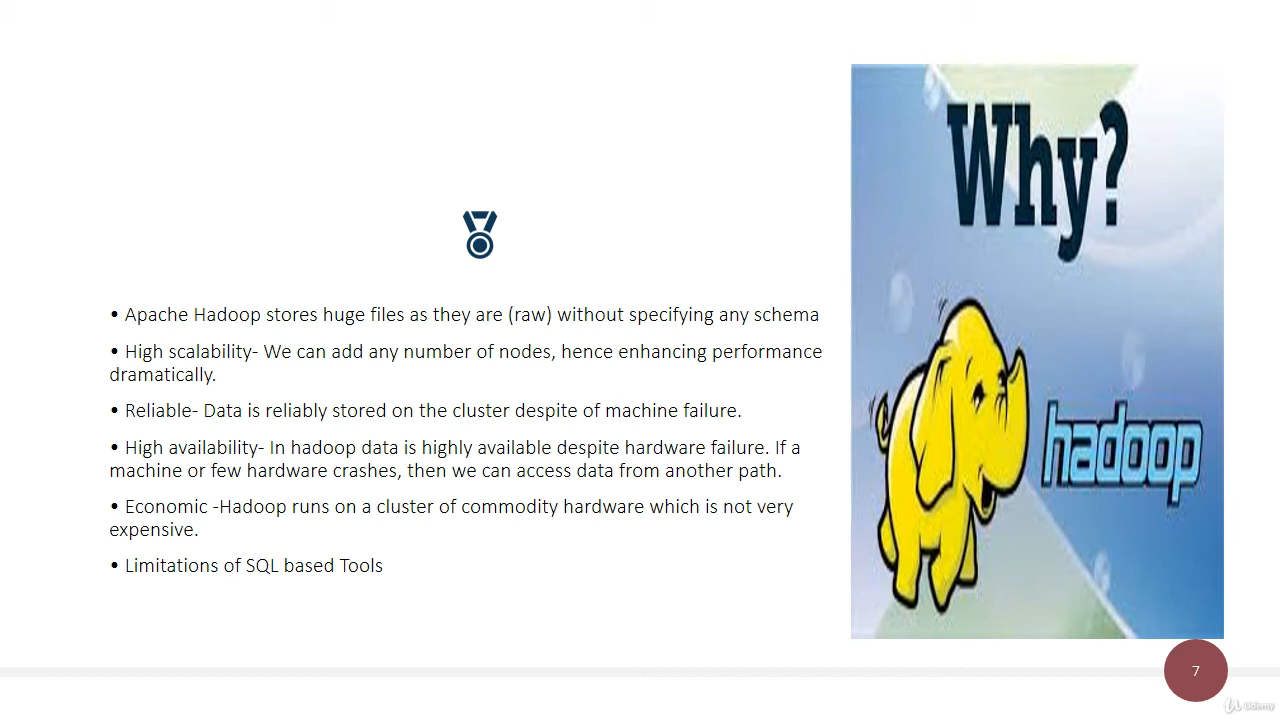 • Apache Hadoop stores huge files as they are (raw) without specifying any schema
• High scalability- We can add any number of nodes, hence enhancing performance
dramatically.
• Reliable- Data is reliably stored on the cluster despite of machine failure.
• High availability- In hadoop data is highly available despite hardware failure. If a
machine or few hardware crashes, then we can access data from another path.
• Economic -Hadoop runs on a cluster of commodity hardware which is not very
expensive.
• Limitations of SQL based Tools
Why?
hadoop
7
Udemy